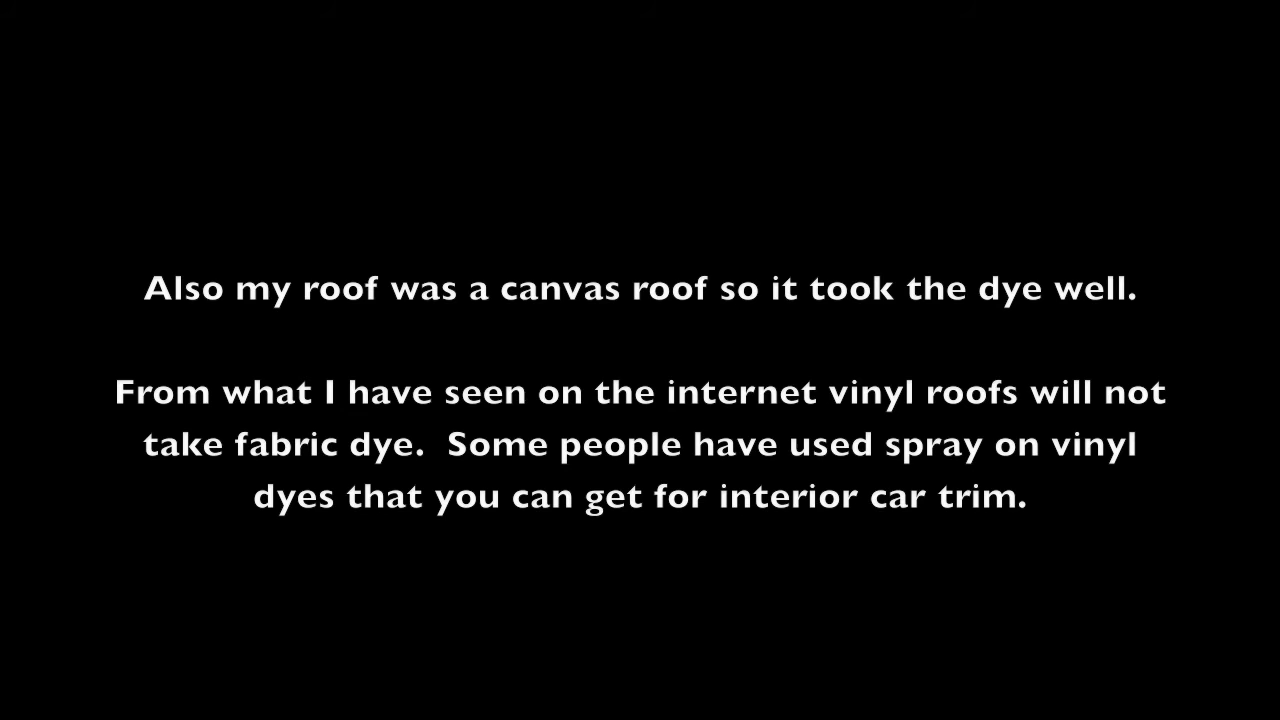 Also my roof was a canvas roof so it took the dye well.
From what I have seen on the internet vinyl roofs will not
take fabric dye.  Some people have used spray on vinyl
dyes that you can get for interior car trim.